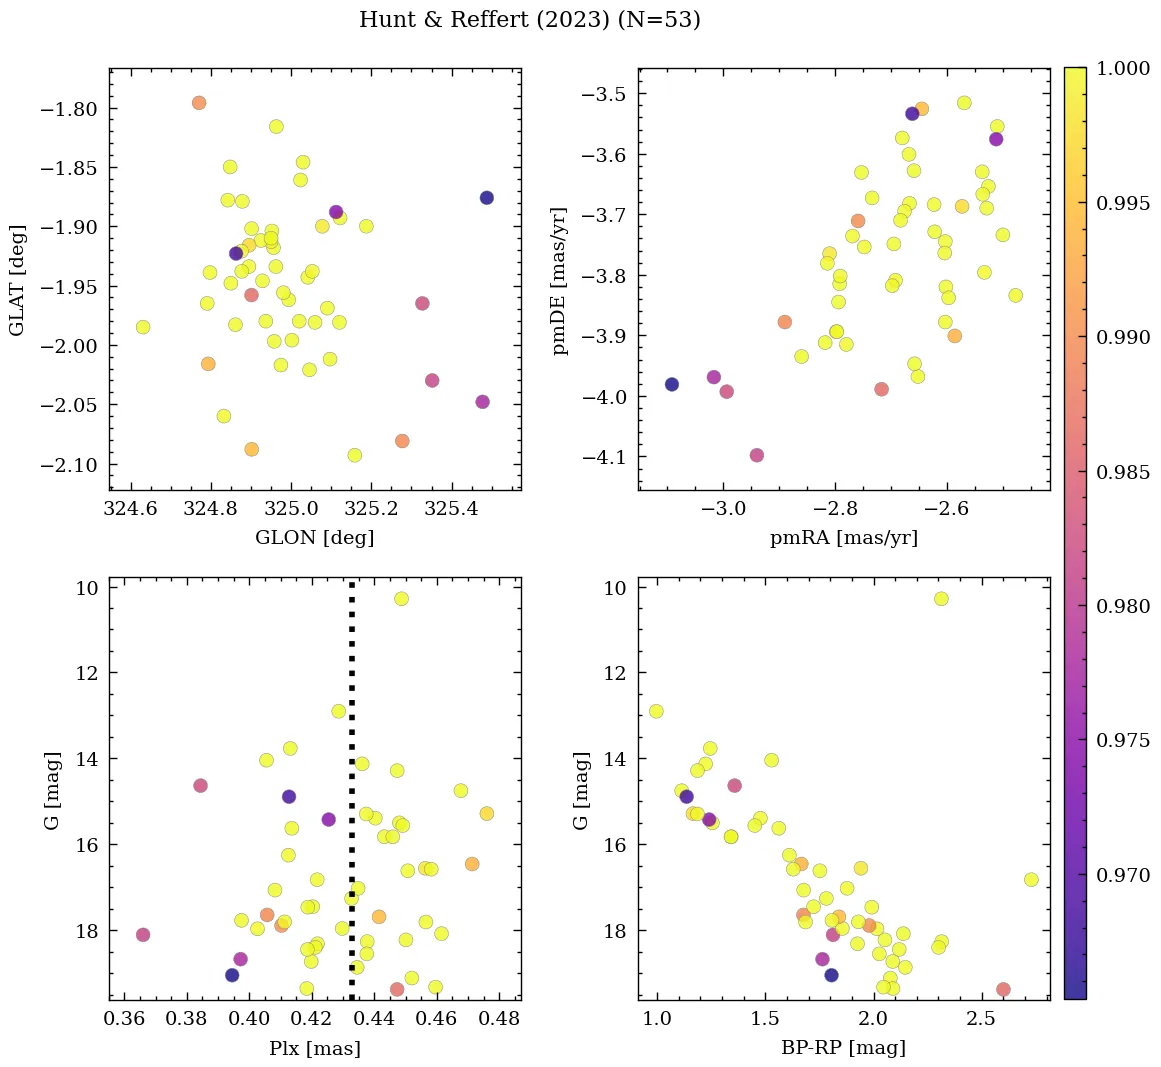 Hunt & Reffert (2023) (N=53)
−1.80
−1.85
−1.90
−1.95
−2.00
−2.05
−2.10
GLAT [deg]
324.6 324.8 325.0 325.2 325.4
GLON [deg]
−3.5
−3.6
−3.7
−3.8
−3.9
−4.0
−4.1
pmDE [mas/yr]
−3.0 −2.8 −2.6
pmRA [mas/yr]
10
12
14
16
18
G [mag]
0.36 0.38 0.40 0.42 0.44 0.46 0.48
Plx [mas]
10
12
14
16
18
G [mag]
1.0 1.5 2.0 2.5
BP-RP [mag]
1.000
0.995
0.990
0.985
0.980
0.975
0.970